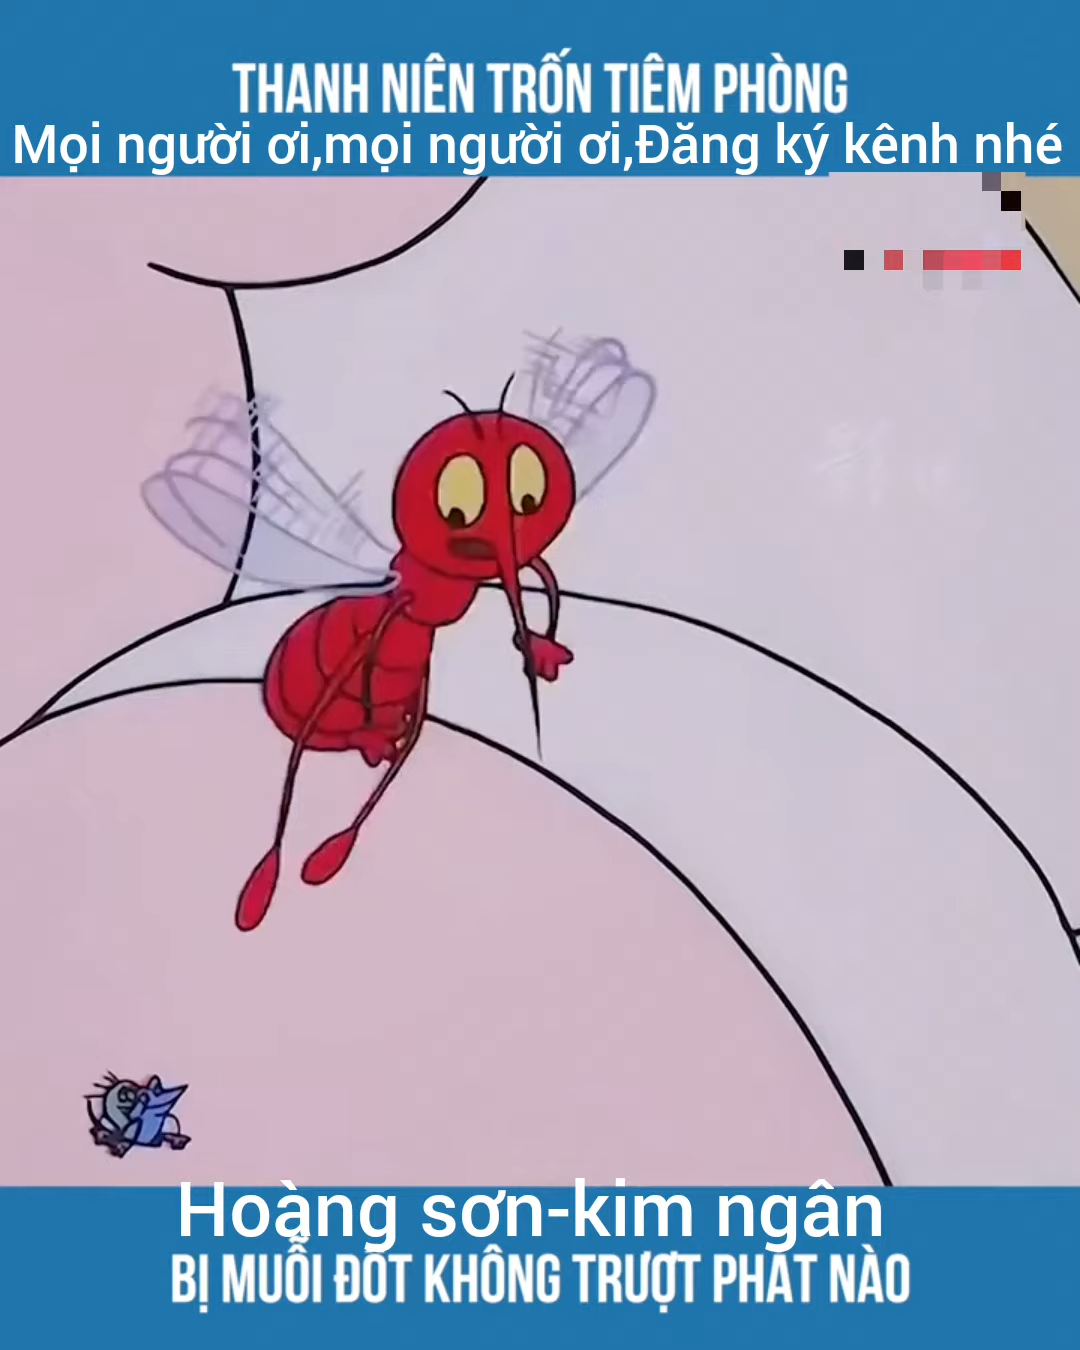 THANH NIÊN TRỐN TIÊM PHÒNG
Mọi người ơi,mọi người ơi,Đăng ký kênh nhé
Hoàng sơn-kim ngân
BỊ MUỖI ĐỐT KHÔNG TRƯỢT PHÁT NÀO